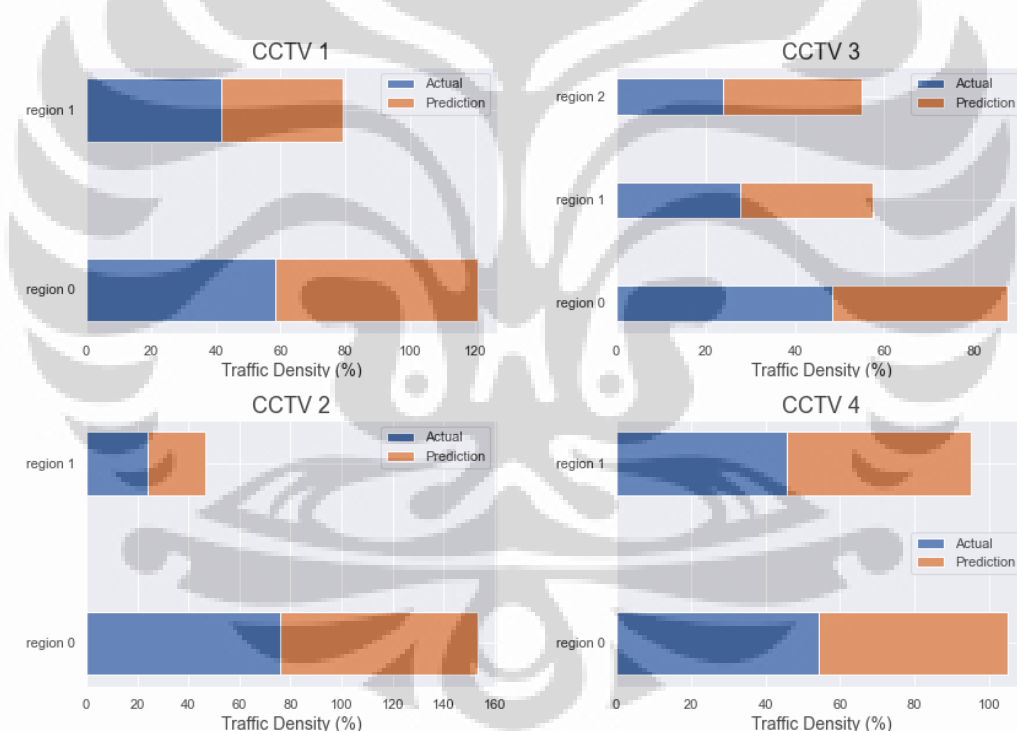 CCTV 1
Actual
Prediction
region 1
region 0
0 20 40 60 80 100 120
Traffic Density (%)
CCTV 3
Actual
Prediction
region 2
region 1
region 0
0 20 40 60 80
Traffic Density (%)
CCTV 2
Actual
Prediction
region 1
region 0
0 20 40 60 80 100 120 140 160
Traffic Density (%)
CCTV 4
region 1
Actual
Prediction
region 0
0 20 40 60 80 100
Traffic Density (%)